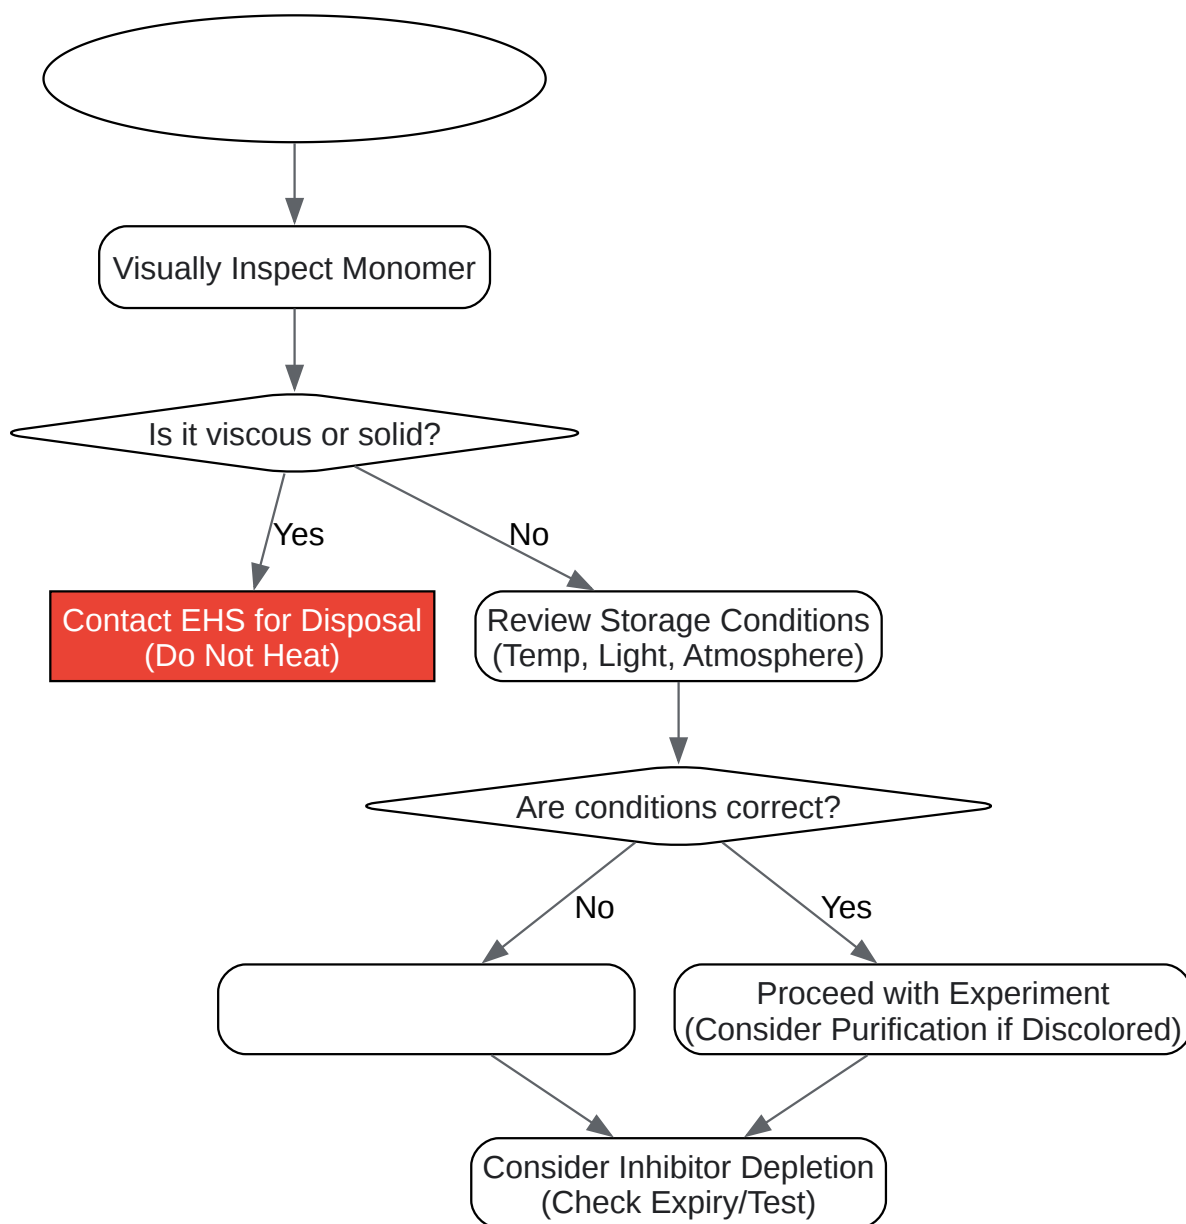 Visually Inspect Monomer
Is it viscous or solid?
Yes
No
Contact EHS for Disposal
(Do Not Heat)
Review Storage Conditions
(Temp, Light, Atmosphere)
Are conditions correct?
No
Yes
Proceed with Experiment
(Consider Purification if Discolored)
Consider Inhibitor Depletion
(Check Expiry/Test)